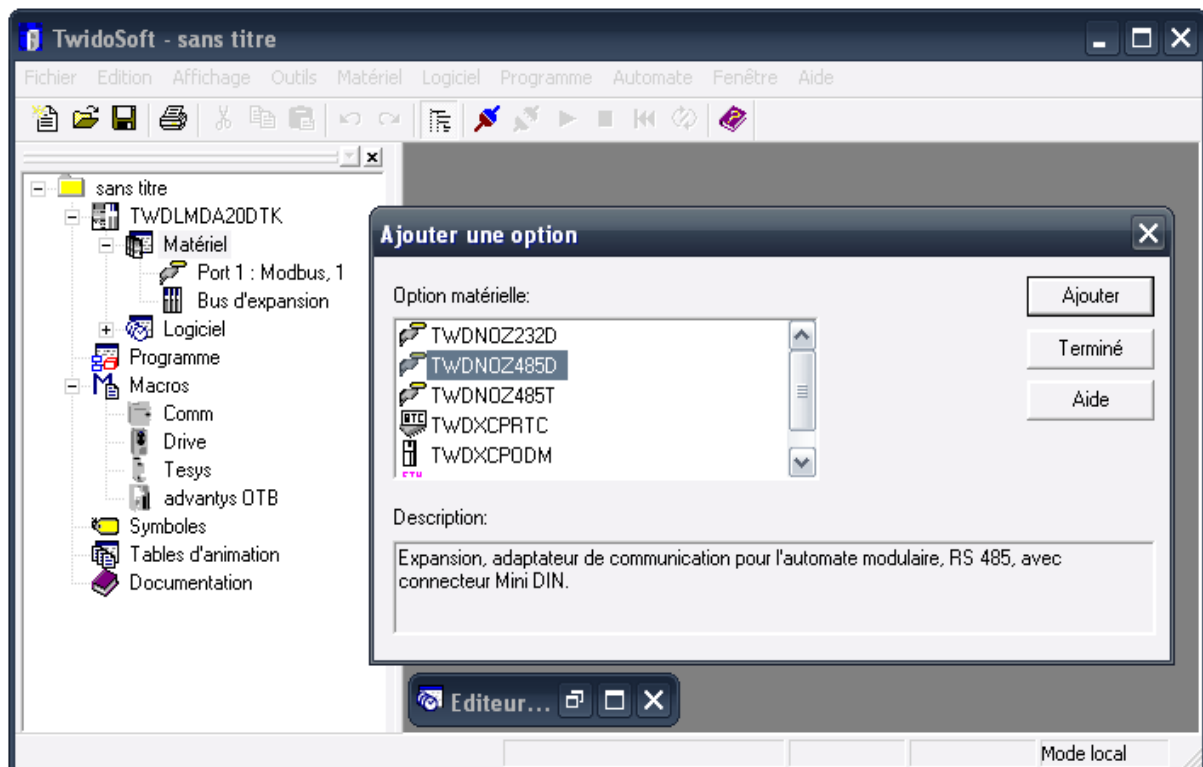 TwidoSoft - sans titre
Fichier Edition Affichage Outils Matériel Logiciel Programme Automate Fenêtre Aide
sans titre
TWDLMDA20DTK
Matériel
Port 1 : Modbus, 1
Bus d'expansion
Logiciel
Programme
Macros
Comm
Drive
Tesys
advantys OTB
Symboles
Tables d'animation
Documentation
Ajouter une option
Option matérielle:
TWDNOZ232D
TWDNOZ485D
TWDNOZ485T
RTC TWDXCPRTC
TWDXCPODM
Ajouter
Terminé
Aide
Description:
Expansion, adaptateur de communication pour l'automate modulaire, RS 485, avec
connecteur Mini DIN.
Editeur...
Mode local